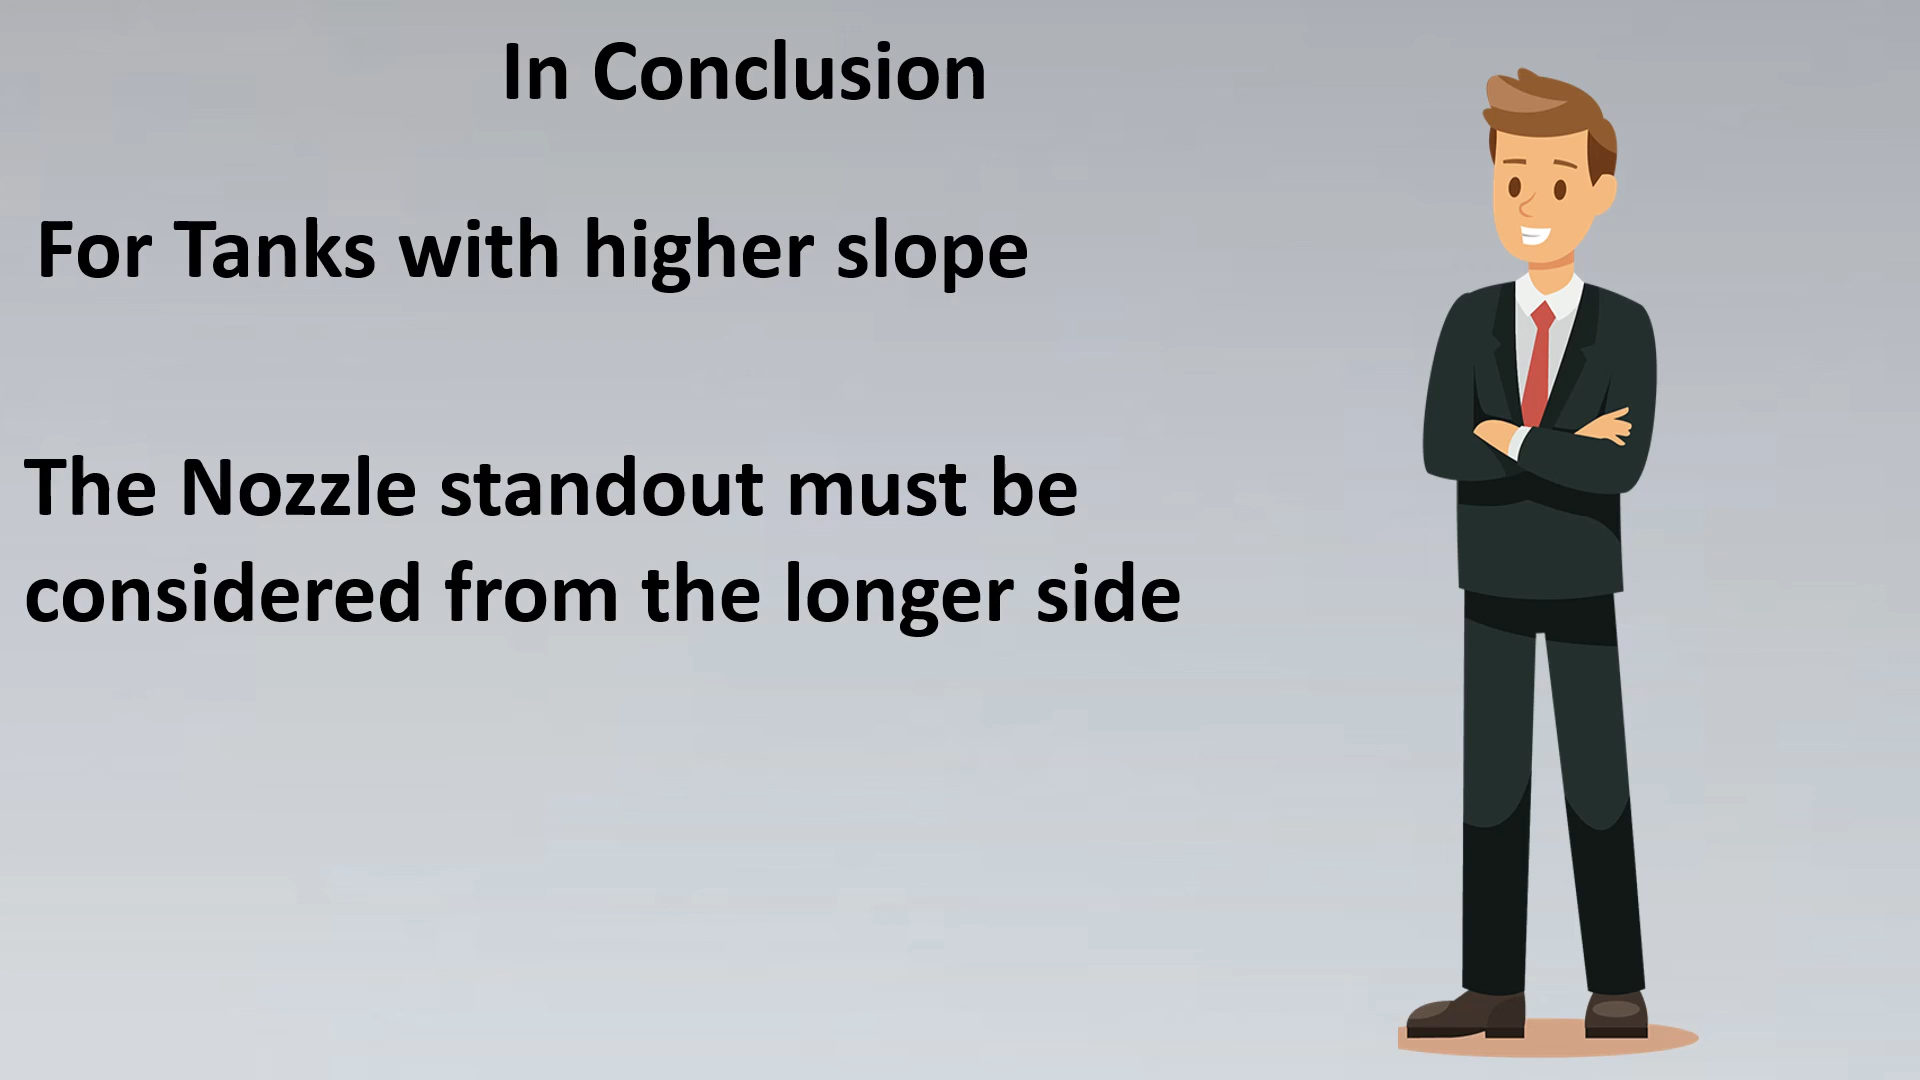 In Conclusion
For Tanks with higher slope
The Nozzle standout must be
considered from the longer side